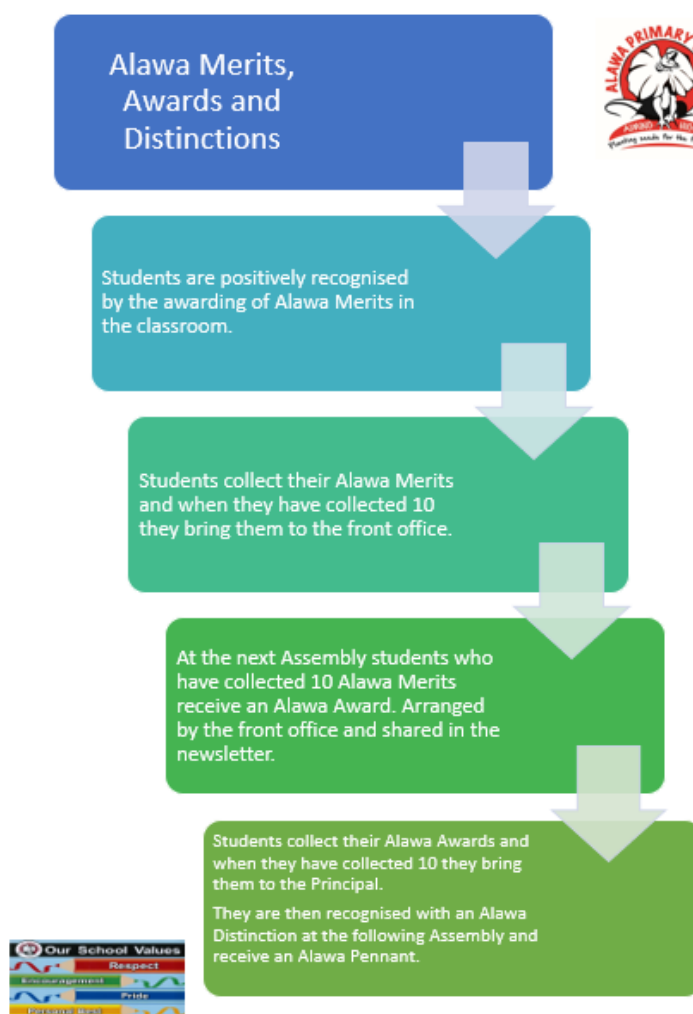 Alawa Merits,
Awards and
Distinctions
ALAWA PRIMARY
Students are positively recognised
by the awarding of Alawa Merits in
the classroom.
Students collect their Alawa Merits
and when they have collected 10
they bring them to the front office.
At the next Assembly students who
have collected 10 Alawa Merits
receive an Alawa Award. Arranged
by the front office and shared in the
newsletter.
Students collect their Alawa Awards and
when they have collected 10 they bring
them to the Principal.
They are then recognised with an Alawa
Distinction at the following Assembly and
receive an Alawa Pennant.
Our School Values
Respect
Encouragement
Pride
Personal Best